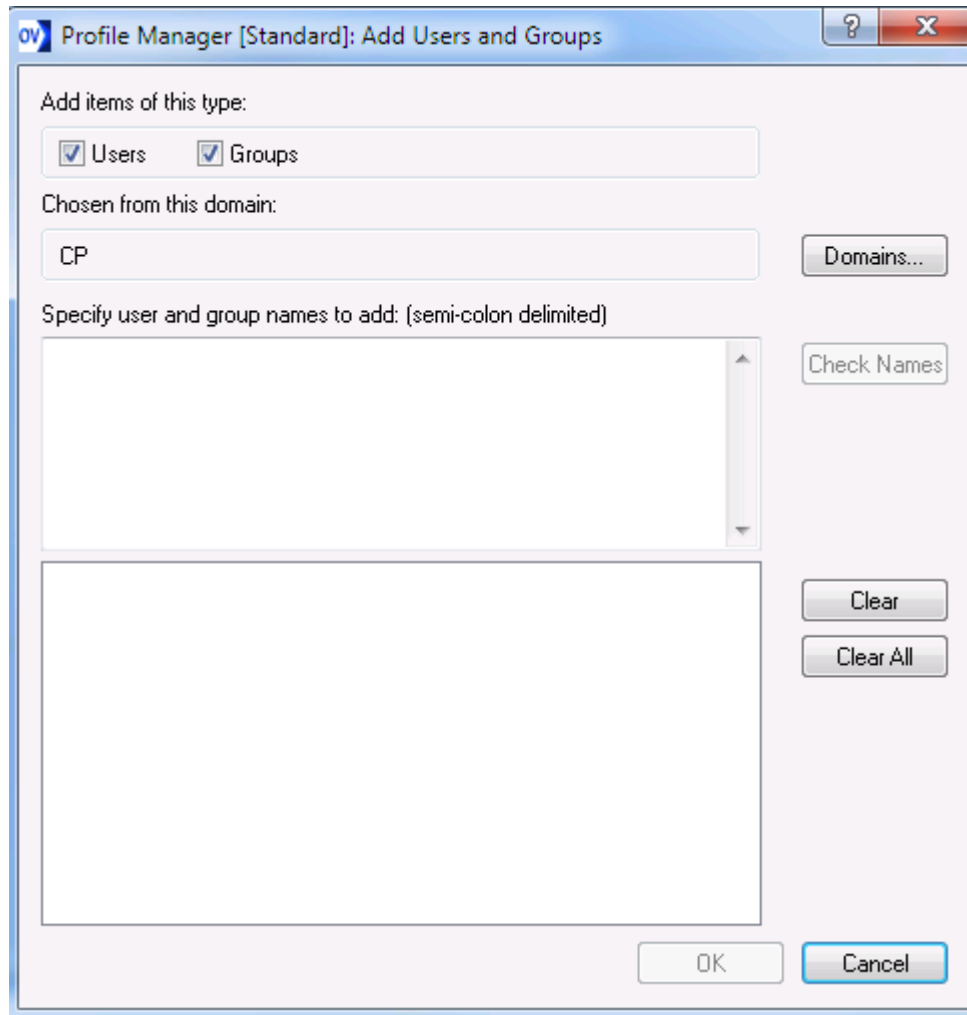 OV Profile Manager [Standard]: Add Users and Groups
Add items of this type:
Users Groups
Chosen from this domain:
CP Domains...
Specify user and group names to add: (semi-colon delimited)
Check Names
Clear
Clear All
OK Cancel